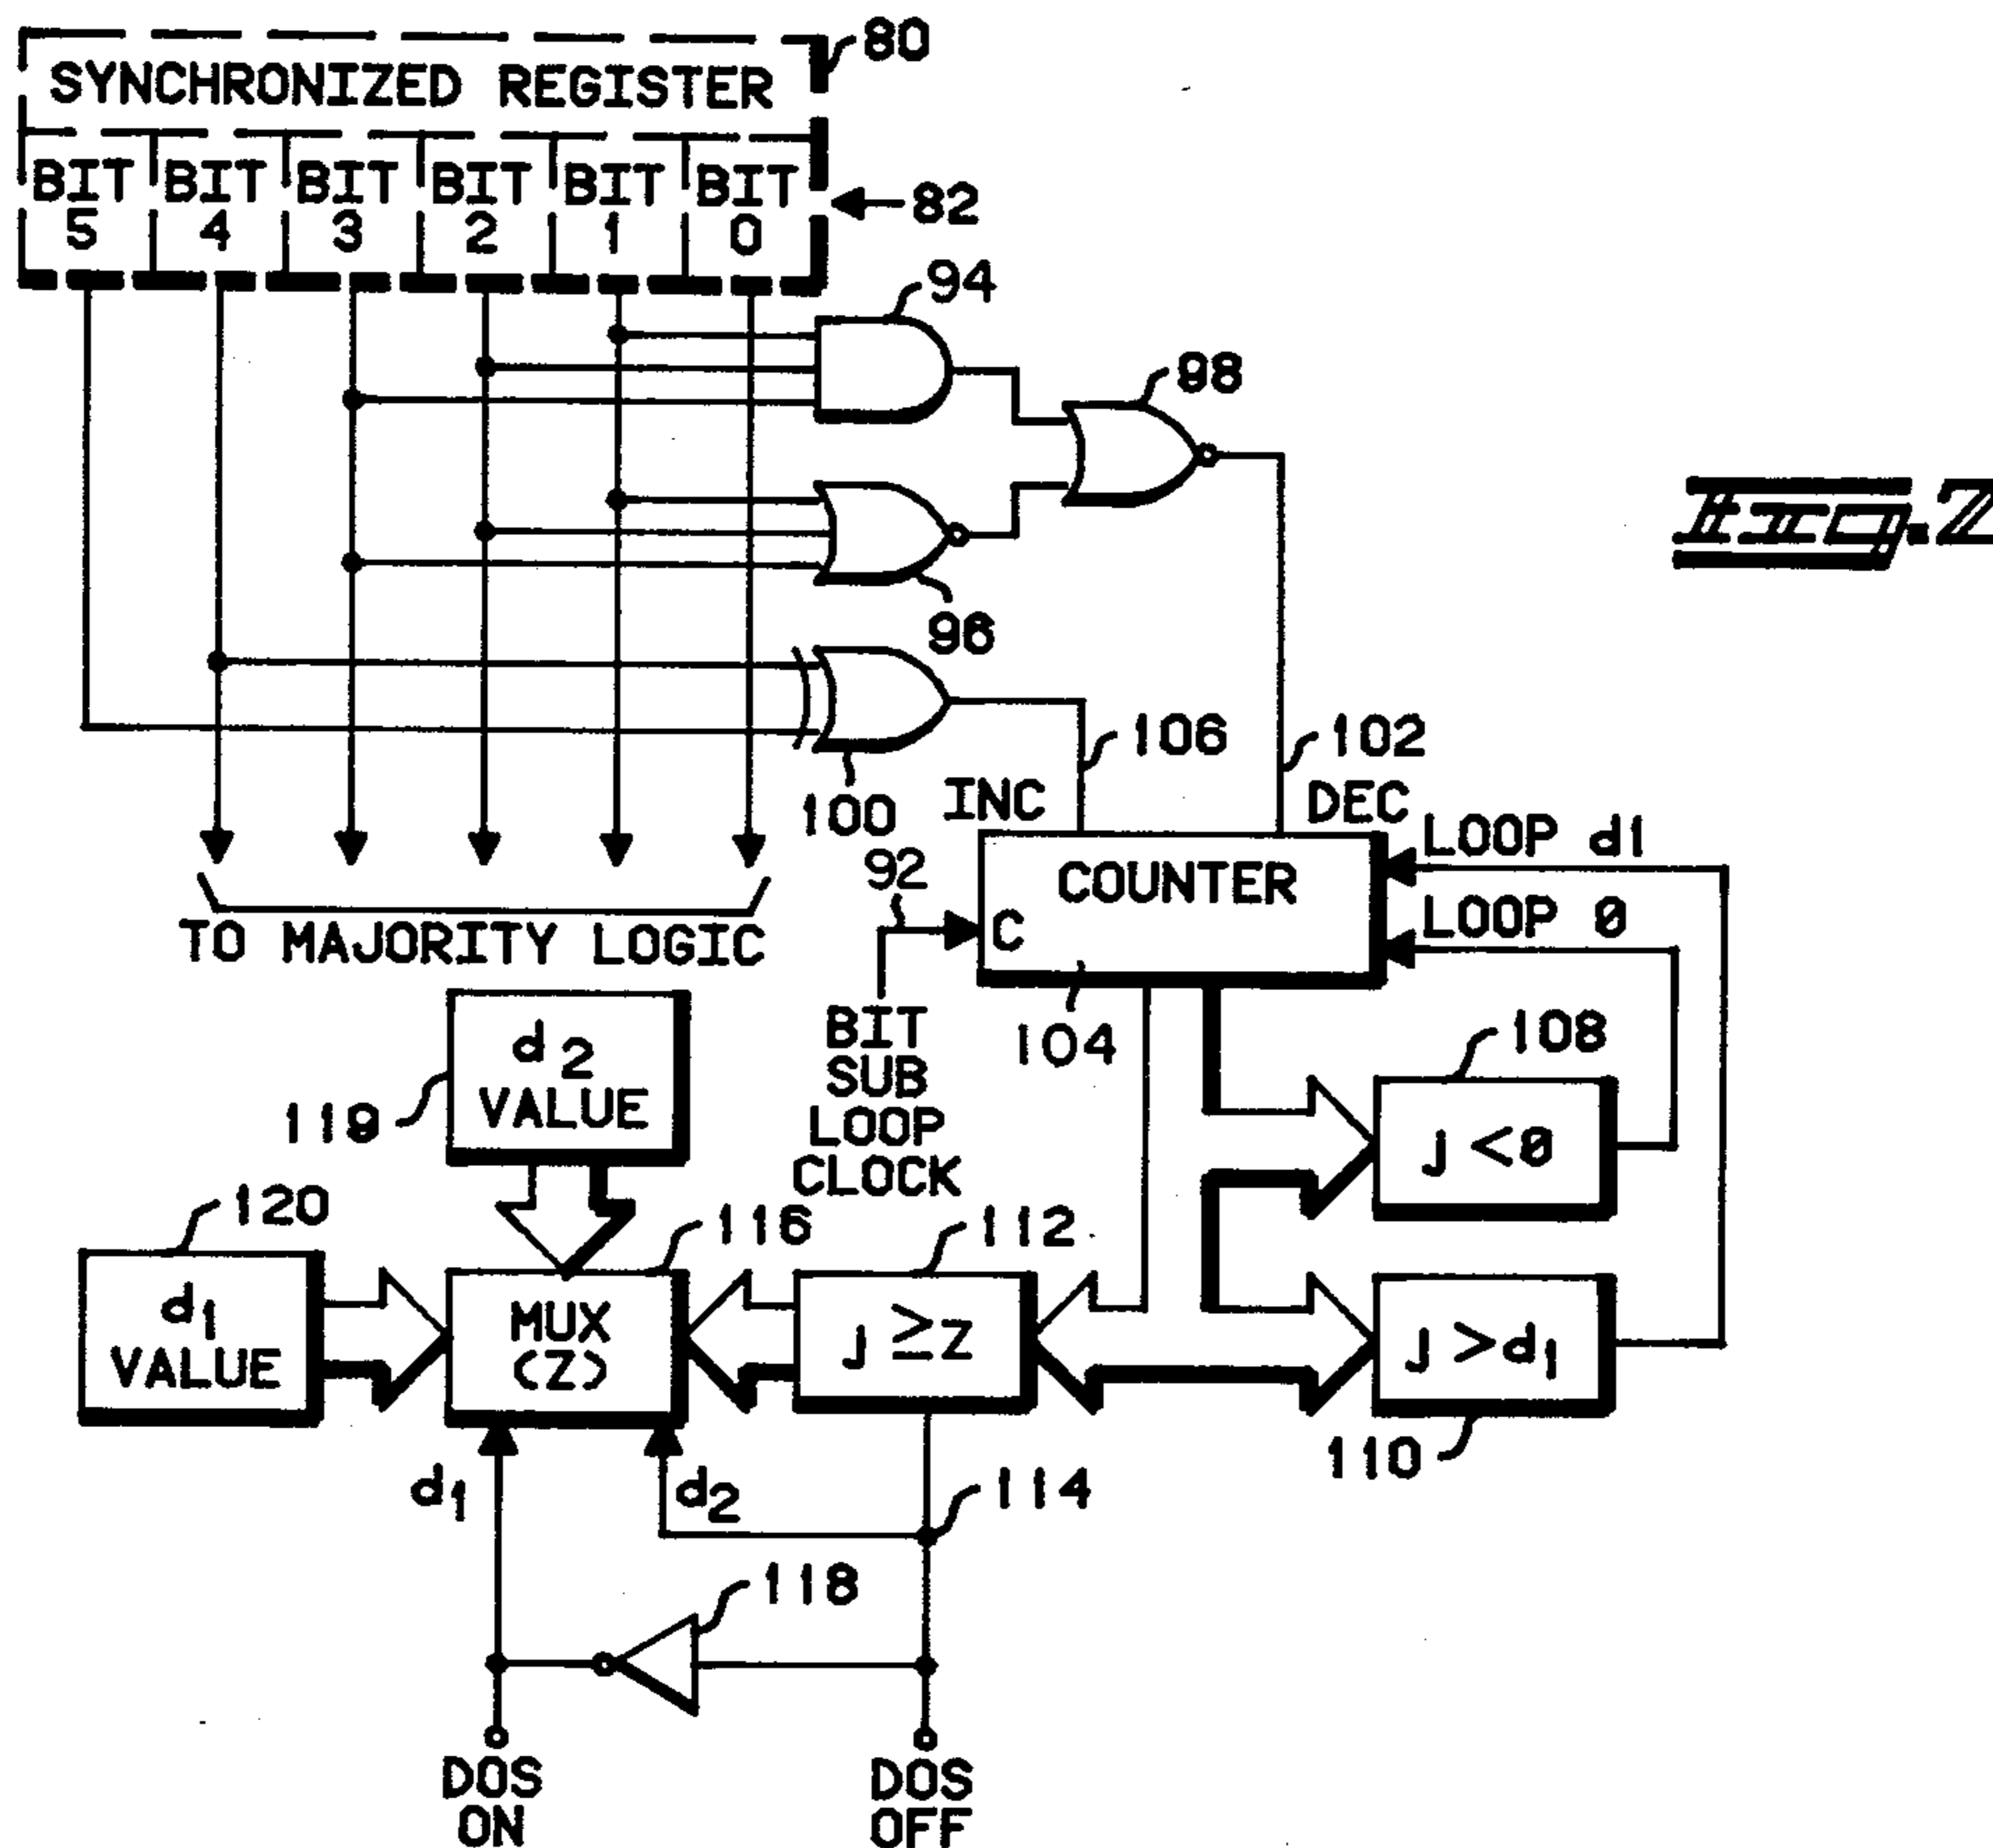 80
SYNCHRONIZED REGISTER
BIT 5
BIT 4
BIT 3
BIT 2
BIT 1
BIT 0
82
94
98
Fig. 2
96
100
106
102
INC
DEC
LOOP d1
92
COUNTER
LOOP 0
C
TO MAJORITY LOGIC
BIT
SUB
LOOP
CLOCK
104
d2
VALUE
119
108
j <0
120
116
112
d1
VALUE
MUX
(Z)
j ≥Z
j >d1
110
d1
d2
114
118
DOS
ON
DOS
OFF